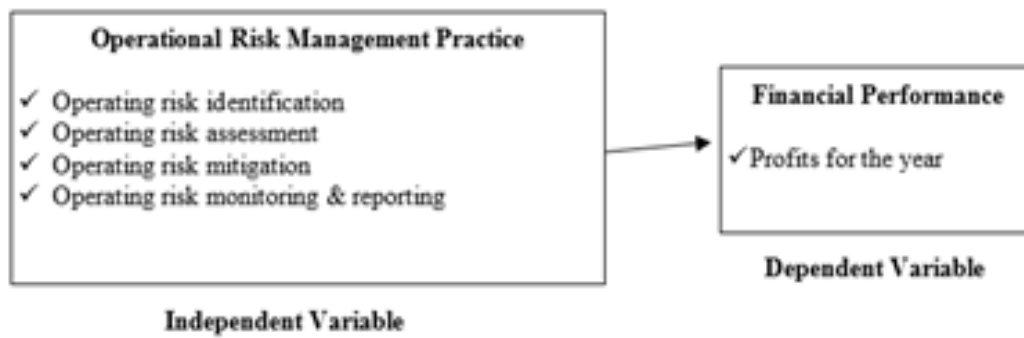 Operational Risk Management Practice
✓ Operating risk identification
✓ Operating risk assessment
✓ Operating risk mitigation
✓ Operating risk monitoring & reporting
Independent Variable
Financial Performance
✓Profits for the year
Dependent Variable